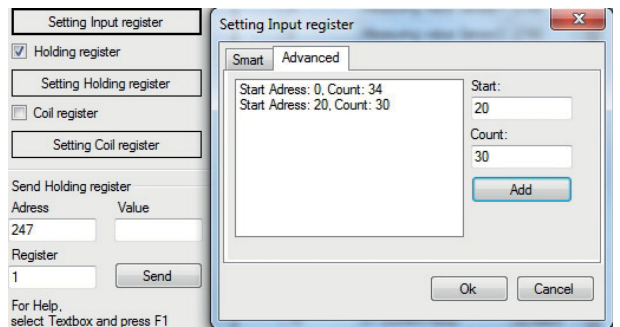 Setting Input register
Holding register
Setting Holding register
Coil register
Setting Coil register
Send Holding register
Adress Value
247
Register
1 Send
For Help,
select Textbox and press F1
Setting Input register
Smart Advanced
Start Adress: 0, Count: 34
Start Adress: 20, Count: 30
Start:
20
Count:
30
Add
Ok Cancel